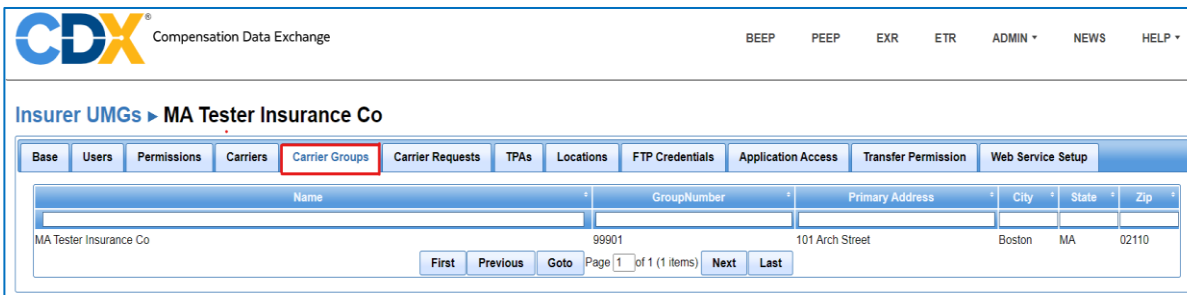 CDX® Compensation Data Exchange BEEP PEEP EXR ETR ADMIN NEWS HELP
Insurer UMGs ▸ MA Tester Insurance Co
Base Users Permissions Carriers Carrier Groups Carrier Requests TPAs Locations FTP Credentials Application Access Transfer Permission Web Service Setup
Name GroupNumber Primary Address City State Zip
MA Tester Insurance Co 99901 101 Arch Street Boston MA 02110
First Previous Goto Page 1 of 1 (1 items) Next Last